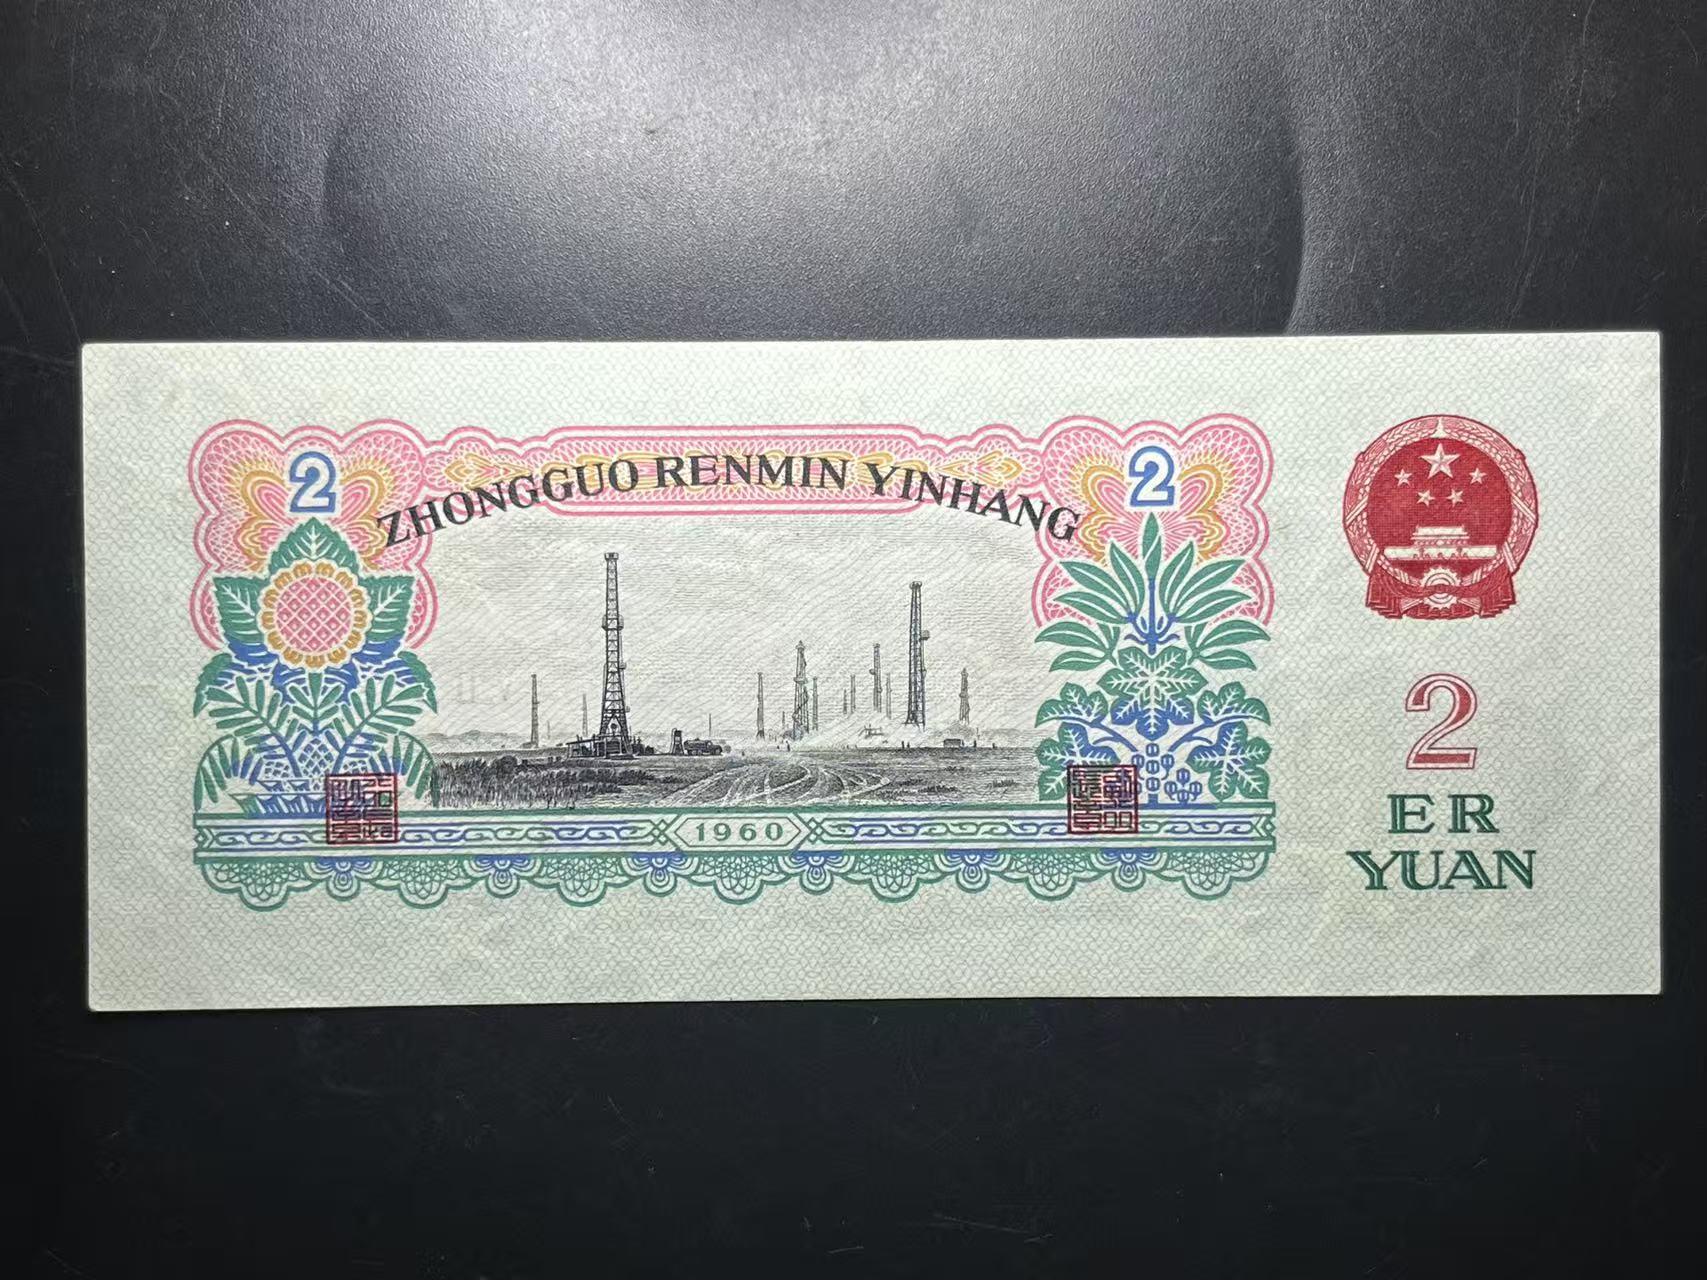 2
2
ZHONGGUO RENMIN YINHANG
1960
2
ER
YUAN